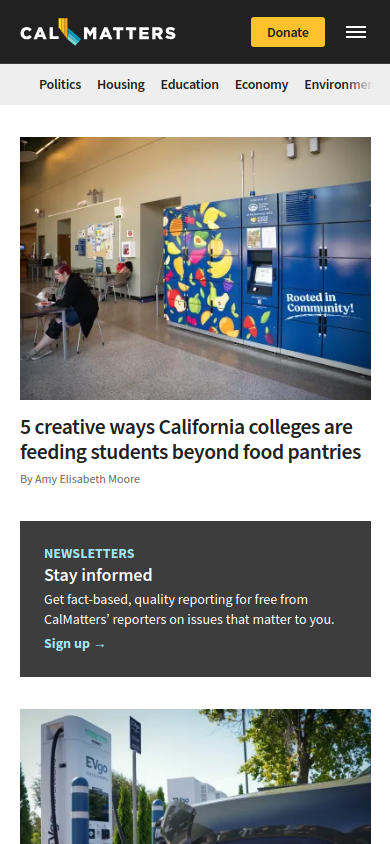 CALMATTERS
Donate
Politics Housing Education Economy Environmen
Rooted in
Community!
5 creative ways California colleges are
feeding students beyond food pantries
By Amy Elisabeth Moore
NEWSLETTERS
Stay informed
Get fact-based, quality reporting for free from
CalMatters’ reporters on issues that matter to you.
Sign up →
EVgo
EVgo